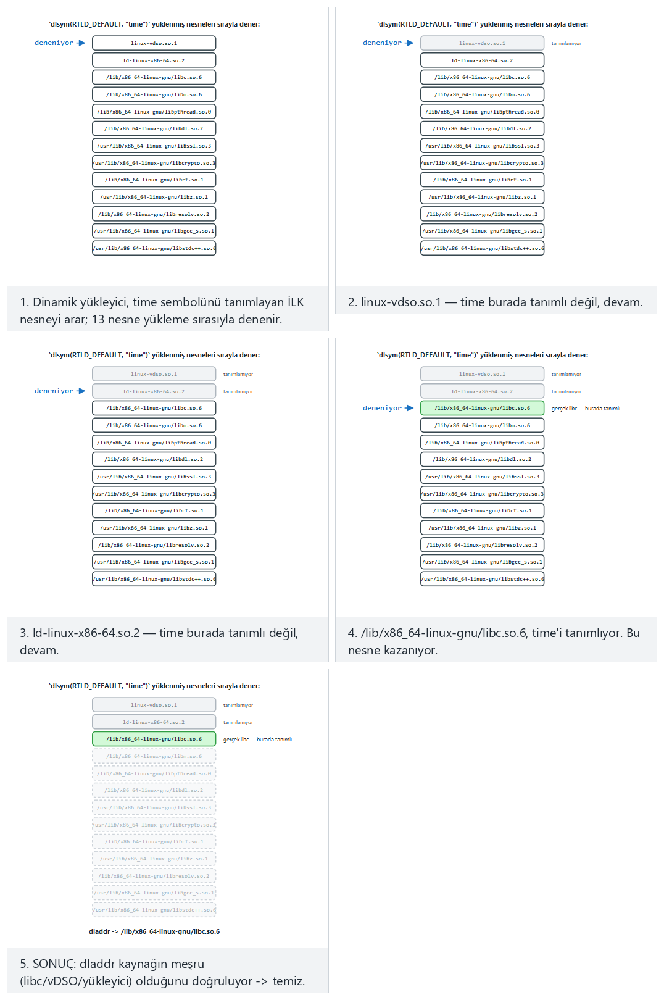 `dlsym(RTLD_DEFAULT, "time")` yüklenmiş nesneleri sırayla dener:
deneniyor
linux-vdso.so.1
ld-linux-x86-64.so.2
/lib/x86_64-linux-gnu/libc.so.6
/lib/x86_64-linux-gnu/libm.so.6
/lib/x86_64-linux-gnu/libpthread.so.0
/lib/x86_64-linux-gnu/libdl.so.2
/usr/lib/x86_64-linux-gnu/libssl.so.3
/usr/lib/x86_64-linux-gnu/libcrypto.so.3
/lib/x86_64-linux-gnu/librt.so.1
/usr/lib/x86_64-linux-gnu/libz.so.1
/lib/x86_64-linux-gnu/libresolv.so.2
/usr/lib/x86_64-linux-gnu/libgcc_s.so.1
/usr/lib/x86_64-linux-gnu/libstdc++.so.6
1. Dinamik yükleyici, time sembolünü tanımlayan İLK
nesneyi arar; 13 nesne yükleme sırasıyla denenir.
`dlsym(RTLD_DEFAULT, "time")` yüklenmiş nesneleri sırayla dener:
deneniyor
linux-vdso.so.1 tanımlamıyor
ld-linux-x86-64.so.2
/lib/x86_64-linux-gnu/libc.so.6
/lib/x86_64-linux-gnu/libm.so.6
/lib/x86_64-linux-gnu/libpthread.so.0
/lib/x86_64-linux-gnu/libdl.so.2
/usr/lib/x86_64-linux-gnu/libssl.so.3
/usr/lib/x86_64-linux-gnu/libcrypto.so.3
/lib/x86_64-linux-gnu/librt.so.1
/usr/lib/x86_64-linux-gnu/libz.so.1
/lib/x86_64-linux-gnu/libresolv.so.2
/usr/lib/x86_64-linux-gnu/libgcc_s.so.1
/usr/lib/x86_64-linux-gnu/libstdc++.so.6
2. linux-vdso.so.1 — time burada tanımlı değil, devam.
`dlsym(RTLD_DEFAULT, "time")` yüklenmiş nesneleri sırayla dener:
linux-vdso.so.1 tanımlamıyor
deneniyor
ld-linux-x86-64.so.2 tanımlamıyor
/lib/x86_64-linux-gnu/libc.so.6
/lib/x86_64-linux-gnu/libm.so.6
/lib/x86_64-linux-gnu/libpthread.so.0
/lib/x86_64-linux-gnu/libdl.so.2
/usr/lib/x86_64-linux-gnu/libssl.so.3
/usr/lib/x86_64-linux-gnu/libcrypto.so.3
/lib/x86_64-linux-gnu/librt.so.1
/usr/lib/x86_64-linux-gnu/libz.so.1
/lib/x86_64-linux-gnu/libresolv.so.2
/usr/lib/x86_64-linux-gnu/libgcc_s.so.1
/usr/lib/x86_64-linux-gnu/libstdc++.so.6
3. ld-linux-x86-64.so.2 — time burada tanımlı değil,
devam.
`dlsym(RTLD_DEFAULT, "time")` yüklenmiş nesneleri sırayla dener:
linux-vdso.so.1 tanımlamıyor
ld-linux-x86-64.so.2 tanımlamıyor
deneniyor
/lib/x86_64-linux-gnu/libc.so.6 gerçek libc — burada tanımlı
/lib/x86_64-linux-gnu/libm.so.6
/lib/x86_64-linux-gnu/libpthread.so.0
/lib/x86_64-linux-gnu/libdl.so.2
/usr/lib/x86_64-linux-gnu/libssl.so.3
/usr/lib/x86_64-linux-gnu/libcrypto.so.3
/lib/x86_64-linux-gnu/librt.so.1
/usr/lib/x86_64-linux-gnu/libz.so.1
/lib/x86_64-linux-gnu/libresolv.so.2
/usr/lib/x86_64-linux-gnu/libgcc_s.so.1
/usr/lib/x86_64-linux-gnu/libstdc++.so.6
4. /lib/x86_64-linux-gnu/libc.so.6, time'i tanımlıyor. Bu
nesne kazanıyor.
`dlsym(RTLD_DEFAULT, "time")` yüklenmiş nesneleri sırayla dener:
linux-vdso.so.1 tanımlamıyor
ld-linux-x86-64.so.2 tanımlamıyor
/lib/x86_64-linux-gnu/libc.so.6 gerçek libc — burada tanımlı
/lib/x86_64-linux-gnu/libm.so.6
/lib/x86_64-linux-gnu/libpthread.so.0
/lib/x86_64-linux-gnu/libdl.so.2
/usr/lib/x86_64-linux-gnu/libssl.so.3
/usr/lib/x86_64-linux-gnu/libcrypto.so.3
/lib/x86_64-linux-gnu/librt.so.1
/usr/lib/x86_64-linux-gnu/libz.so.1
/lib/x86_64-linux-gnu/libresolv.so.2
/usr/lib/x86_64-linux-gnu/libgcc_s.so.1
/usr/lib/x86_64-linux-gnu/libstdc++.so.6
dladdr -> /lib/x86_64-linux-gnu/libc.so.6
5. SONUÇ: dladdr kaynağın meşru
(libc/vDSO/yükleyici) olduğunu doğruluyor -> temiz.